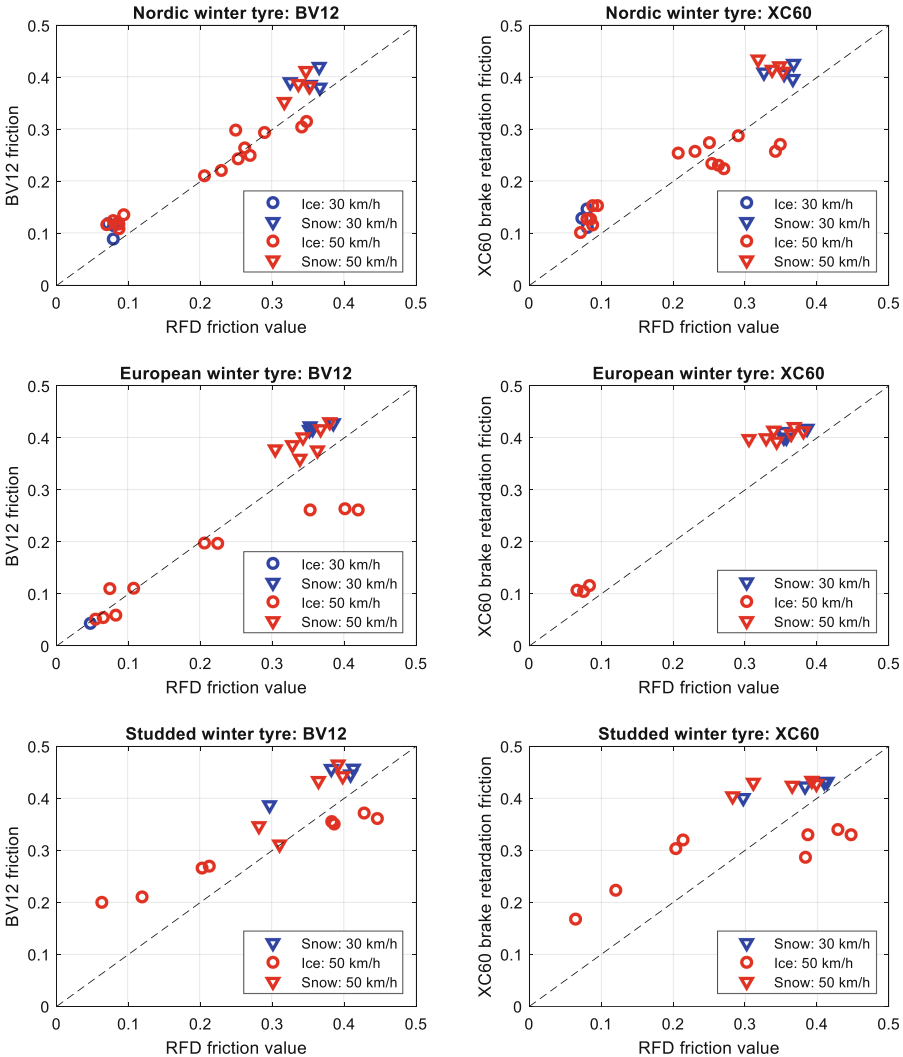 Nordic winter tyre: BV12
0.5
0.4
0.3
0.2
0.1
0
BV12 friction
Ice: 30 km/h
Snow: 30 km/h
Ice: 50 km/h
Snow: 50 km/h
0 0.1 0.2 0.3 0.4 0.5
RFD friction value
Nordic winter tyre: XC60
0.5
0.4
0.3
0.2
0.1
0
XC60 brake retardation friction
Ice: 30 km/h
Snow: 30 km/h
Ice: 50 km/h
Snow: 50 km/h
0 0.1 0.2 0.3 0.4 0.5
RFD friction value
European winter tyre: BV12
0.5
0.4
0.3
0.2
0.1
0
BV12 friction
Ice: 30 km/h
Snow: 30 km/h
Ice: 50 km/h
Snow: 50 km/h
0 0.1 0.2 0.3 0.4 0.5
RFD friction value
European winter tyre: XC60
0.5
0.4
0.3
0.2
0.1
0
XC60 brake retardation friction
Snow: 30 km/h
Ice: 50 km/h
Snow: 50 km/h
0 0.1 0.2 0.3 0.4 0.5
RFD friction value
Studded winter tyre: BV12
0.5
0.4
0.3
0.2
0.1
0
BV12 friction
Snow: 30 km/h
Ice: 50 km/h
Snow: 50 km/h
0 0.1 0.2 0.3 0.4 0.5
RFD friction value
Studded winter tyre: XC60
0.5
0.4
0.3
0.2
0.1
0
XC60 brake retardation friction
Snow: 30 km/h
Ice: 50 km/h
Snow: 50 km/h
0 0.1 0.2 0.3 0.4 0.5
RFD friction value